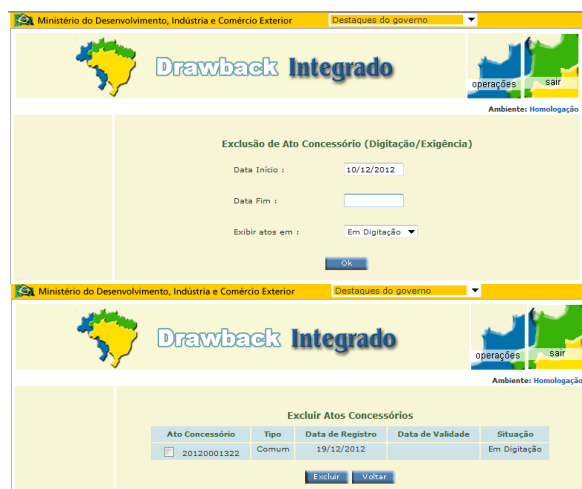 Ministério do Desenvolvimento, Indústria e Comércio Exterior Destaques do governo
Drawback Integrado
operações sair
Ambiente: Homologação
Exclusão de Ato Concessório (Digitação/Exigência)
Data Início : 10/12/2012
Data Fim :
Exibir atos em : Em Digitação
Ok
Ministério do Desenvolvimento, Indústria e Comércio Exterior Destaques do governo
Drawback Integrado
operações sair
Ambiente: Homologação
Excluir Atos Concessórios
Ato Concessório Tipo Data de Registro Data de Validade Situação
20120001322 Comum 19/12/2012 Em Digitação
Excluir Voltar